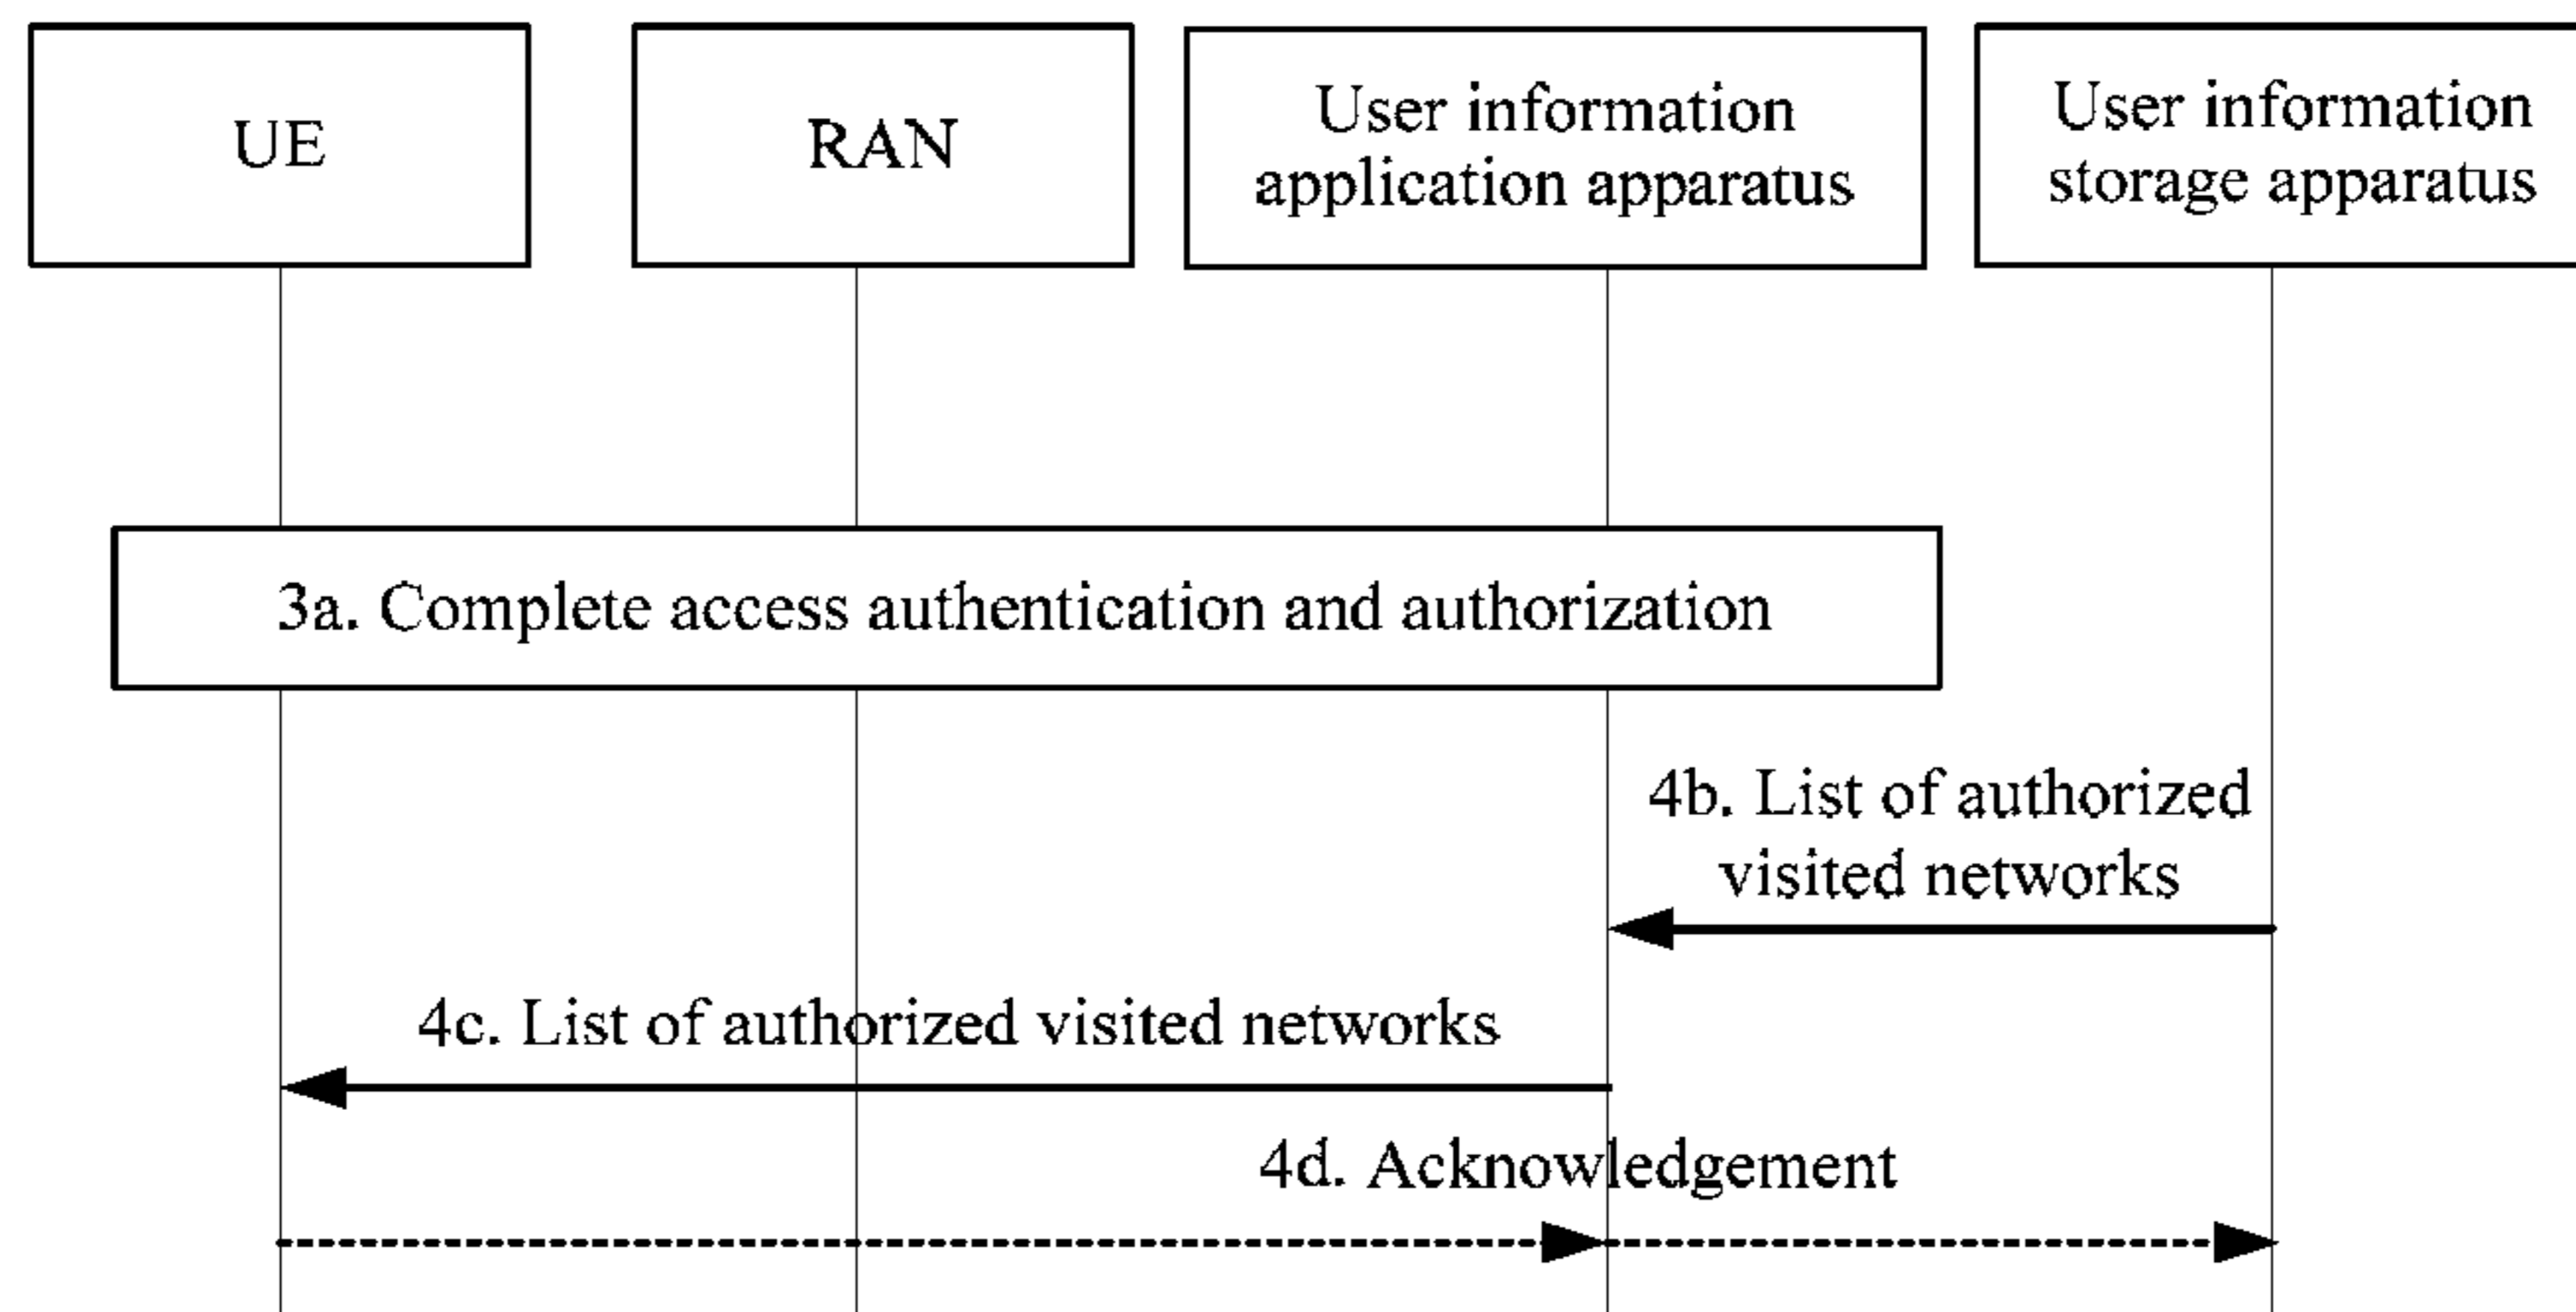 UE
RAN
User information
application apparatus
User information
storage apparatus
3a. Complete access authentication and authorization
4b. List of authorized
visited networks
4c. List of authorized visited networks
4d. Acknowledgement